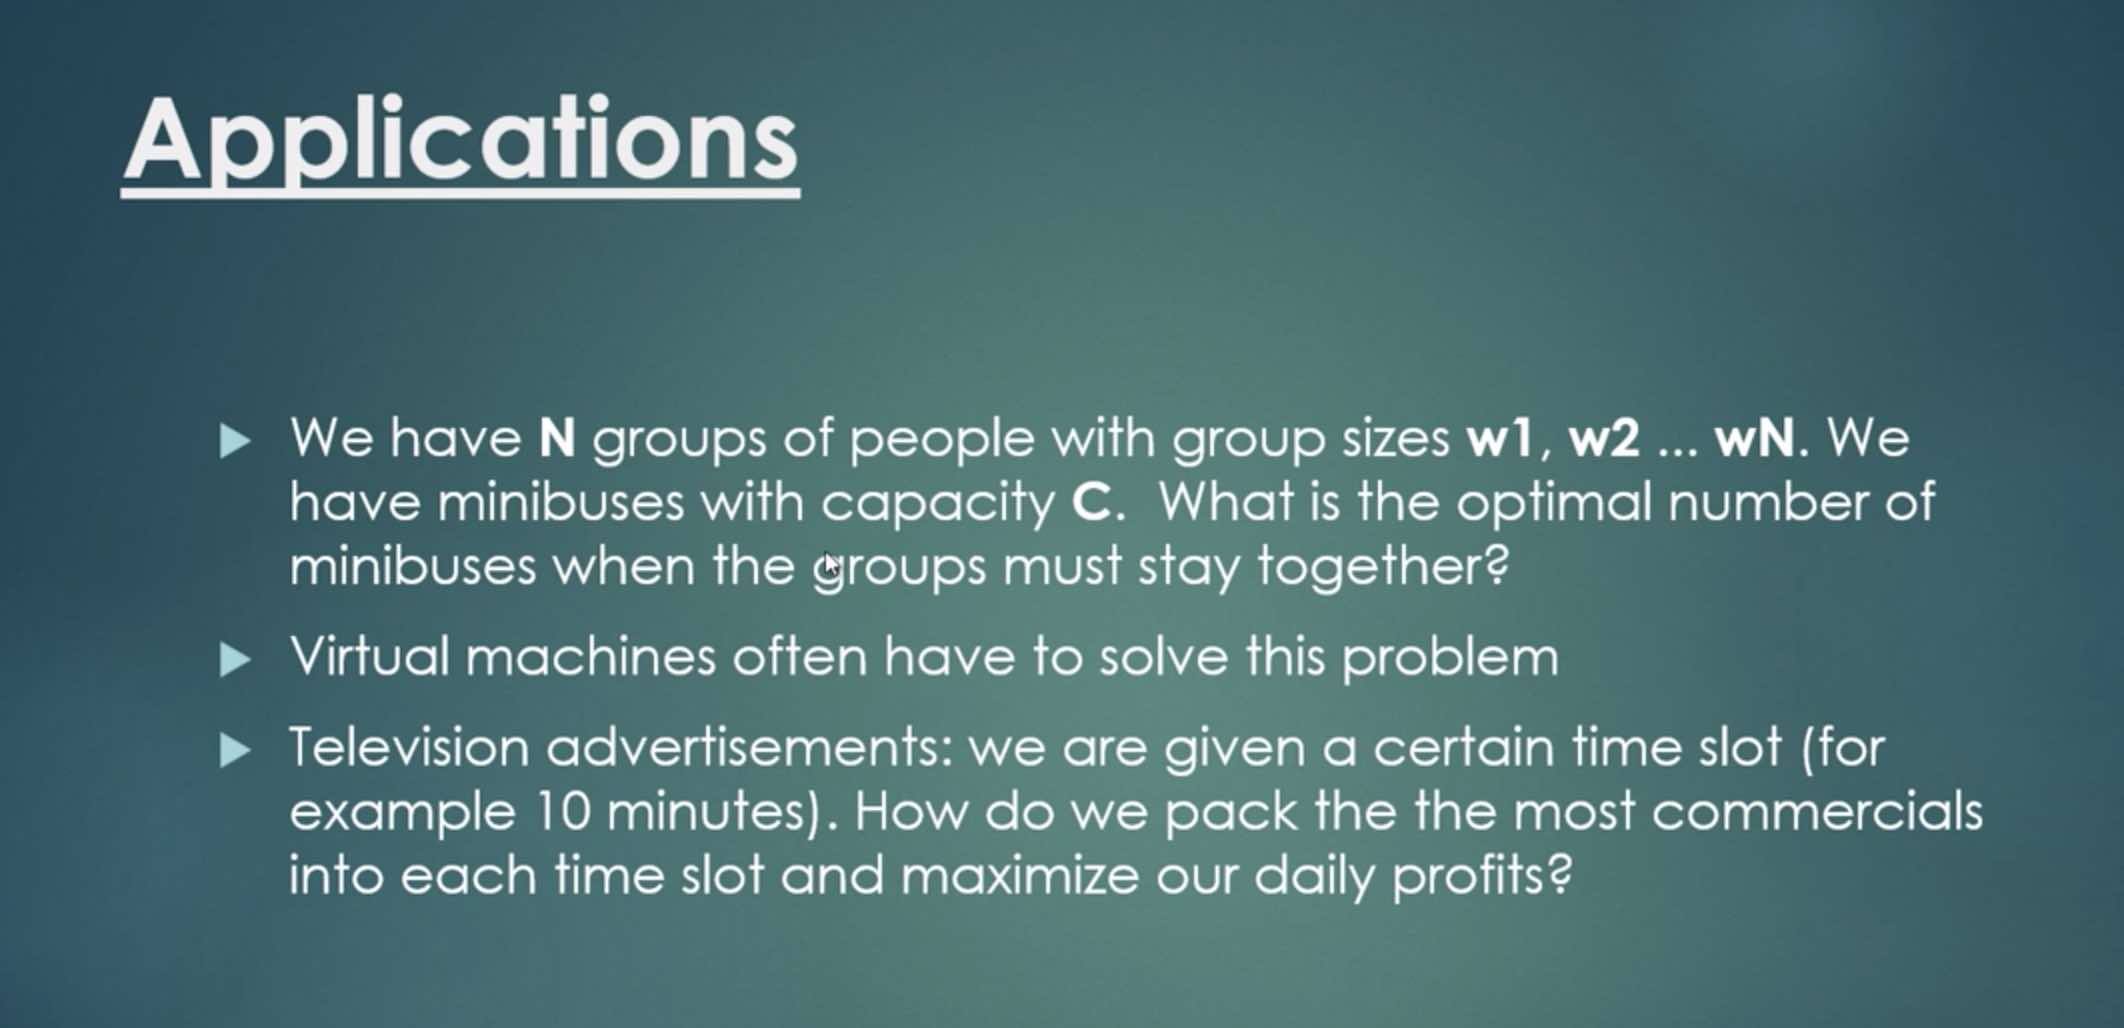 Applications
We have N groups of people with group sizes w1, w2 ... wN. We
have minibuses with capacity C.  What is the optimal number of
minibuses when the groups must stay together?
Virtual machines often have to solve this problem
Television advertisements: we are given a certain time slot (for
example 10 minutes). How do we pack the the most commercials
into each time slot and maximize our daily profits?